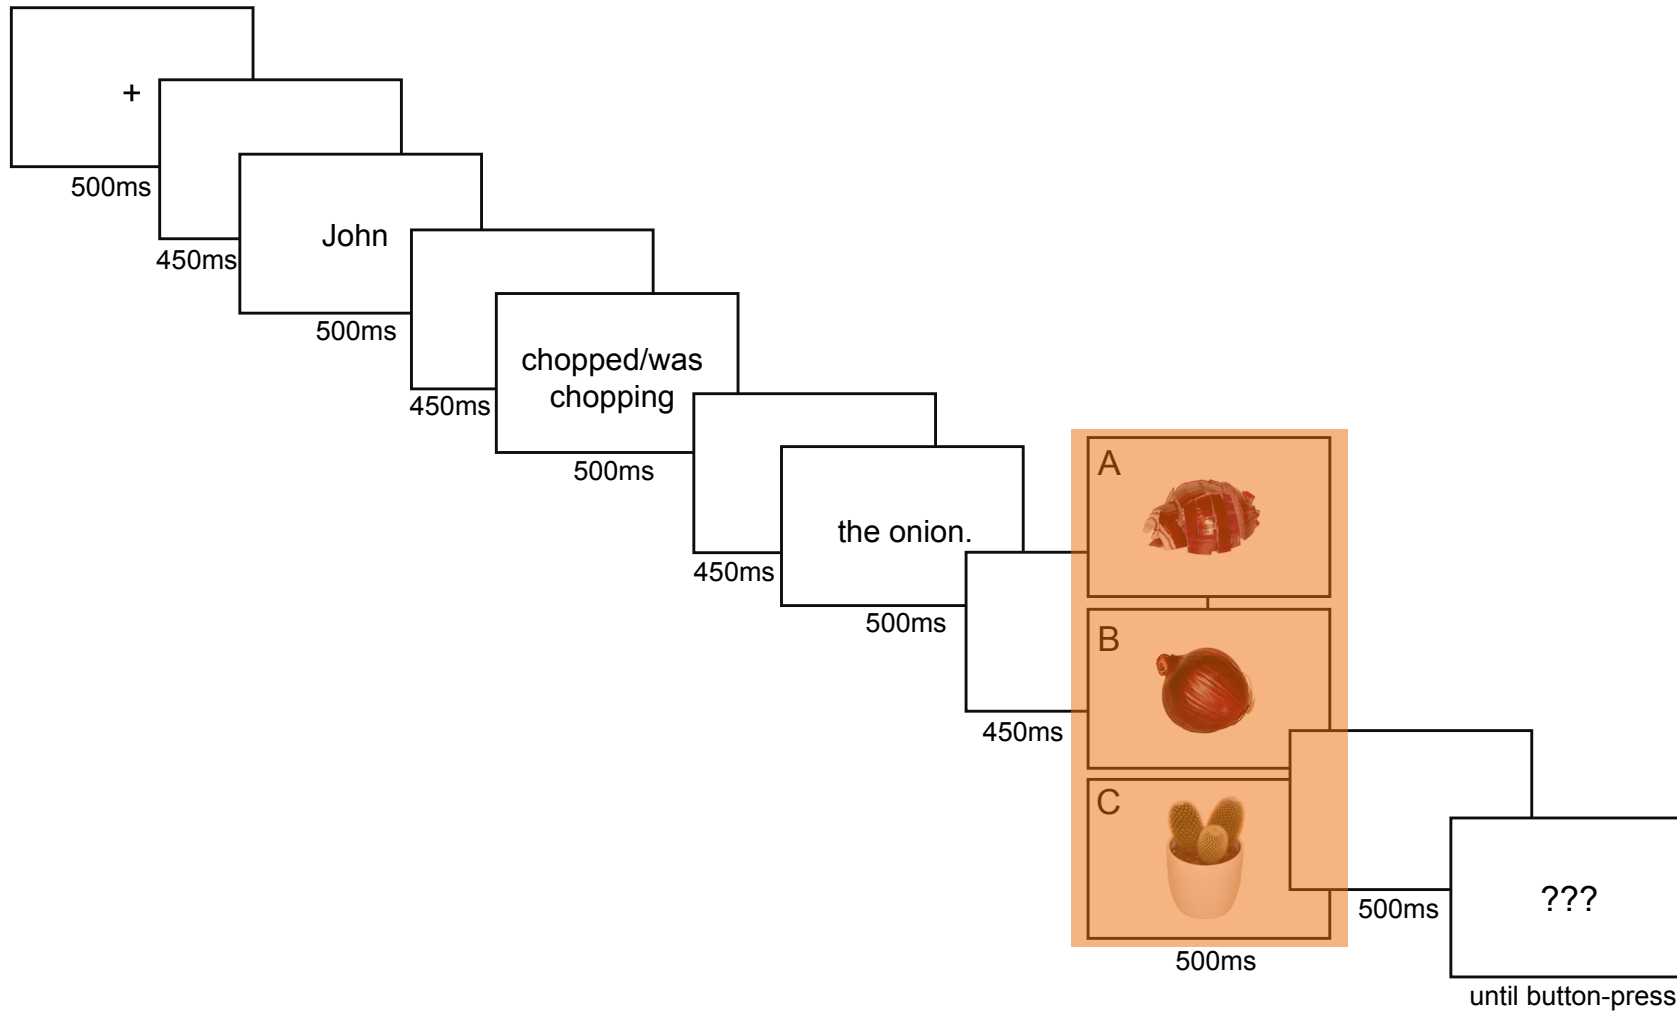 +
500ms
450ms
John
500ms
450ms
chopped/was
chopping
500ms
450ms
the onion.
500ms
450ms
A
B
C
500ms
500ms
???
until button-press